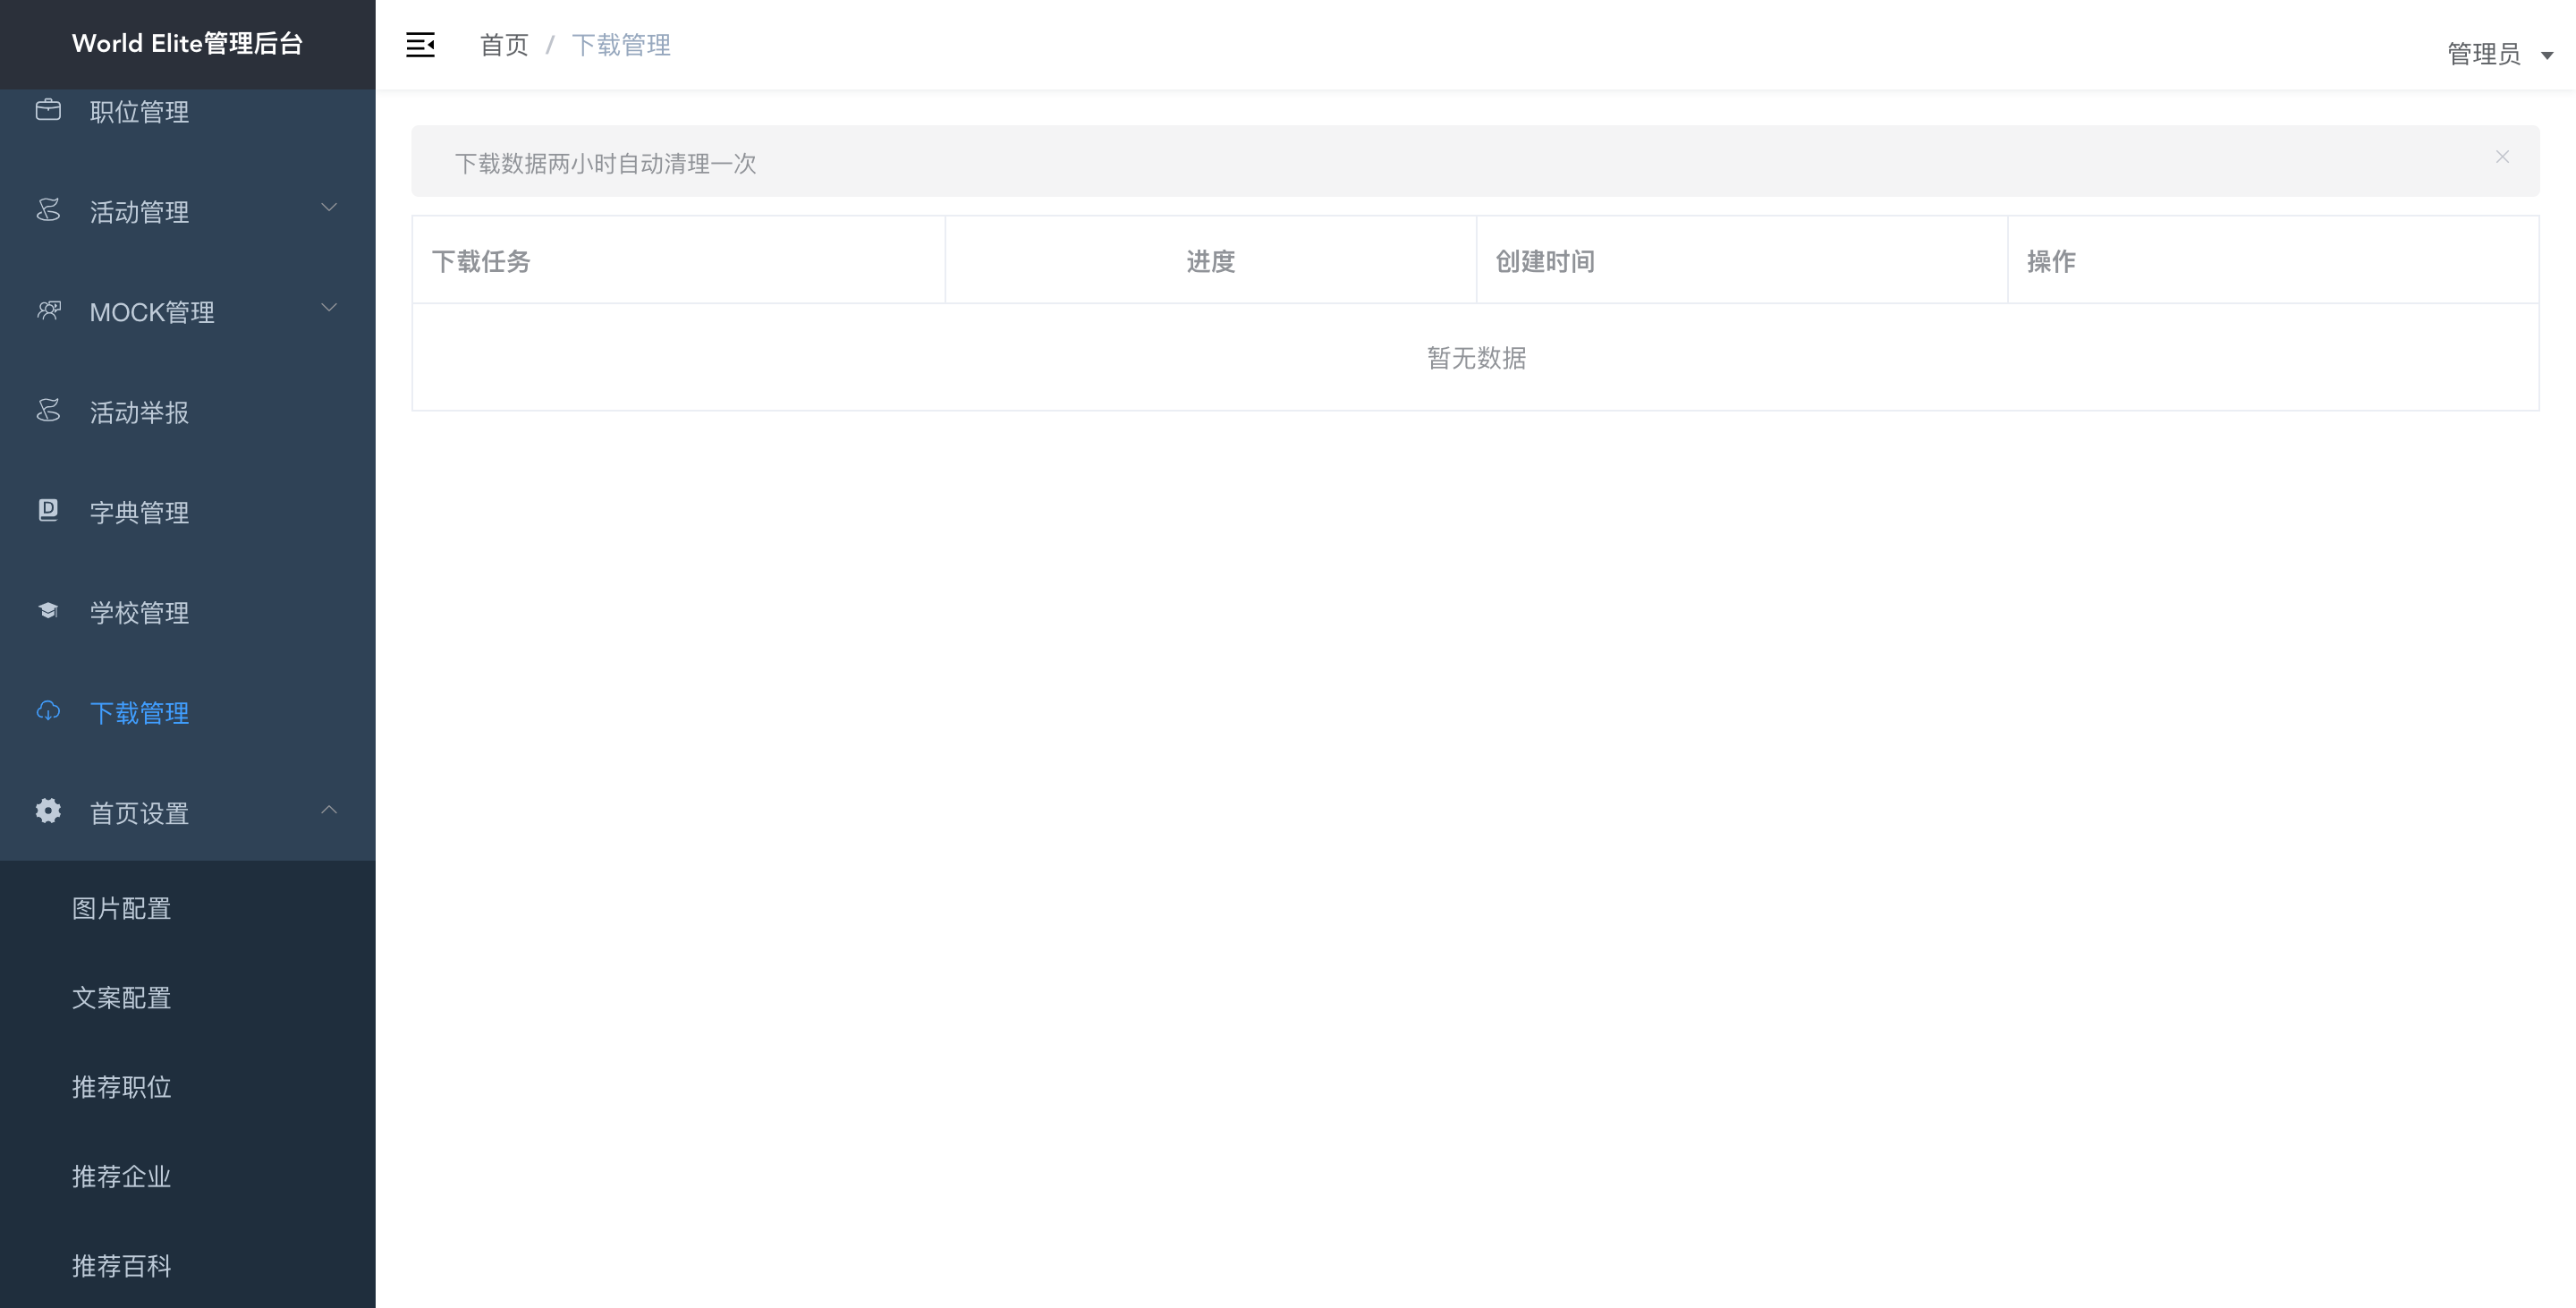 World Elite管理后台
首页 / 下载管理
管理员
职位管理
活动管理
MOCK管理
活动举报
字典管理
学校管理
下载管理
首页设置
图片配置
文案配置
推荐职位
推荐企业
推荐百科
下载数据两小时自动清理一次
下载任务 进度 创建时间 操作
暂无数据